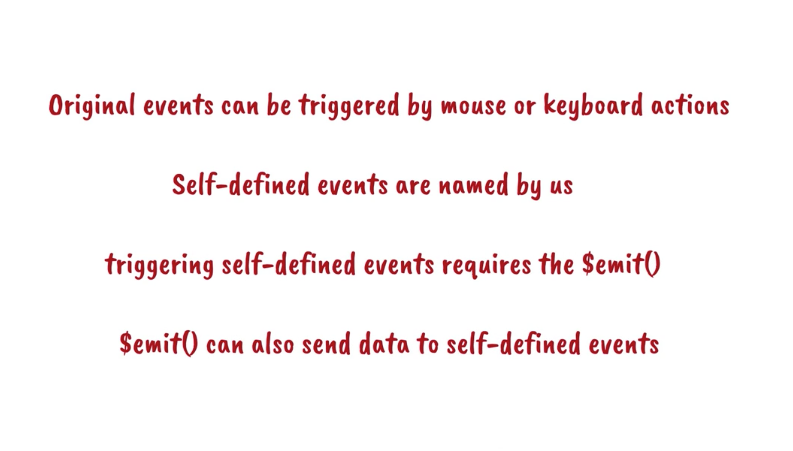 Original events can be triggered by mouse or keyboard actions
Self-defined events are named by us
triggering self-defined events requires the $emit()
$emit() can also send data to self-defined events